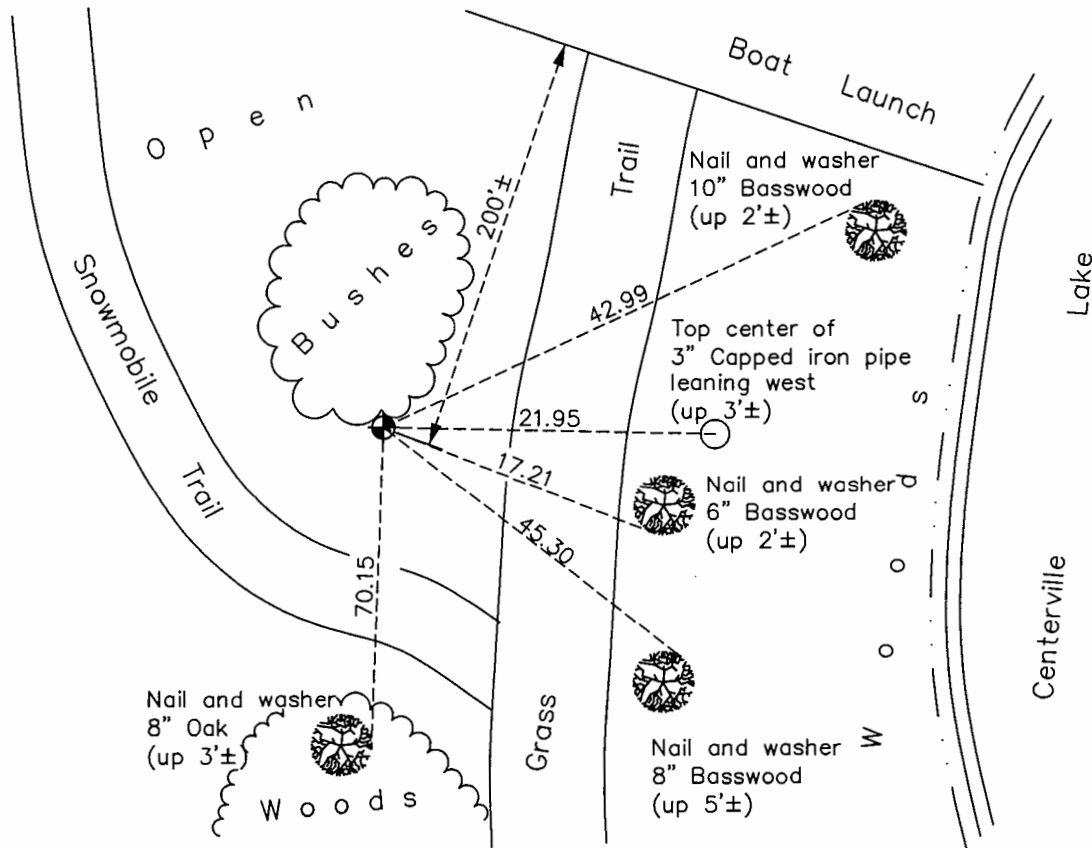 Boat Launch
Open
Nail and washer
10" Basswood
(up 2'±)
Trail
200'±
Bushes
Lake
Snowmobile
42.99
Top center of
3" Capped iron pipe
leaning west
(up 3'±)
21.95
17.21
Nail and washer
6" Basswood
(up 2'±)
Trail
45.30
70.15
Woods
Centerville
Nail and washer
8" Oak
(up 3'±)
Grass
Nail and washer
8" Basswood
(up 5'±)
Woods